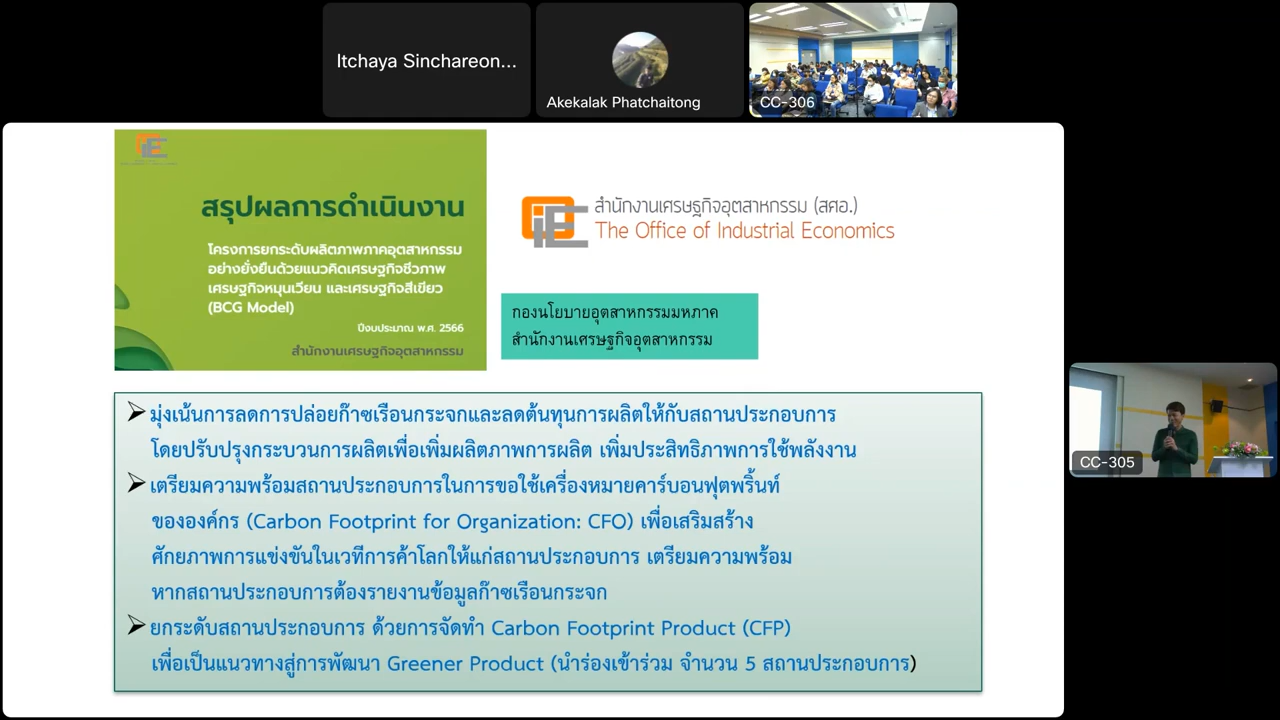 Itchaya Sinchareon...
Akekalak Phatchaitong
CC-306
สรุปผลการดำเนินงาน
โครงการยกระดับผลิตภาพภาคอุตสาหกรรม
อย่างยั่งยืนด้วยแนวคิดเศรษฐกิจชีวภาพ
เศรษฐกิจหมุนเวียน และเศรษฐกิจสีเขียว
(BCG Model)
ปีงบประมาณ พ.ศ. 2566
สำนักงานเศรษฐกิจอุตสาหกรรม
สำนักงานเศรษฐกิจอุตสาหกรรม (สศอ.)
The Office of Industrial Economics
กองนโยบายอุตสาหกรรมมหภาค
สำนักงานเศรษฐกิจอุตสาหกรรม
มุ่งเน้นการลดการปล่อยก๊าซเรือนกระจกและลดต้นทุนการผลิตให้กับสถานประกอบการ
โดยปรับปรุงกระบวนการผลิตเพื่อเพิ่มผลิตภาพการผลิต เพิ่มประสิทธิภาพการใช้พลังงาน
เตรียมความพร้อมสถานประกอบการในการขอใช้เครื่องหมายคาร์บอนฟุตพริ้นท์
ขององค์กร (Carbon Footprint for Organization: CFO) เพื่อเสริมสร้าง
ศักยภาพการแข่งขันในเวทีการค้าโลกให้แก่สถานประกอบการ เตรียมความพร้อม
หากสถานประกอบการต้องรายงานข้อมูลก๊าซเรือนกระจก
ยกระดับสถานประกอบการ ด้วยการจัดทำ Carbon Footprint Product (CFP)
เพื่อเป็นแนวทางสู่การพัฒนา Greener Product (นำร่องเข้าร่วม จำนวน 5 สถานประกอบการ)
CC-305